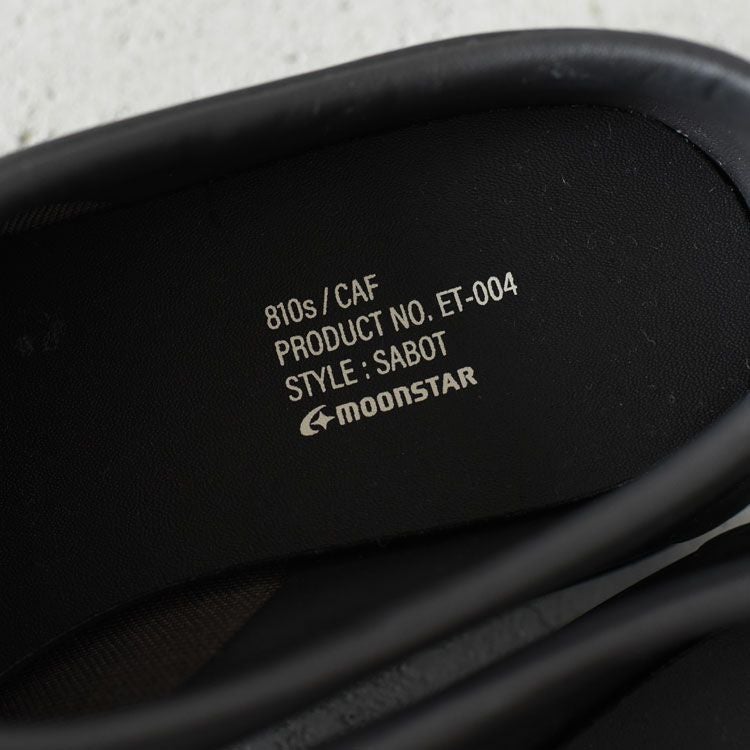 810s / CAF
PRODUCT NO. ET-004
STYLE : SABOT
MOONSTAR